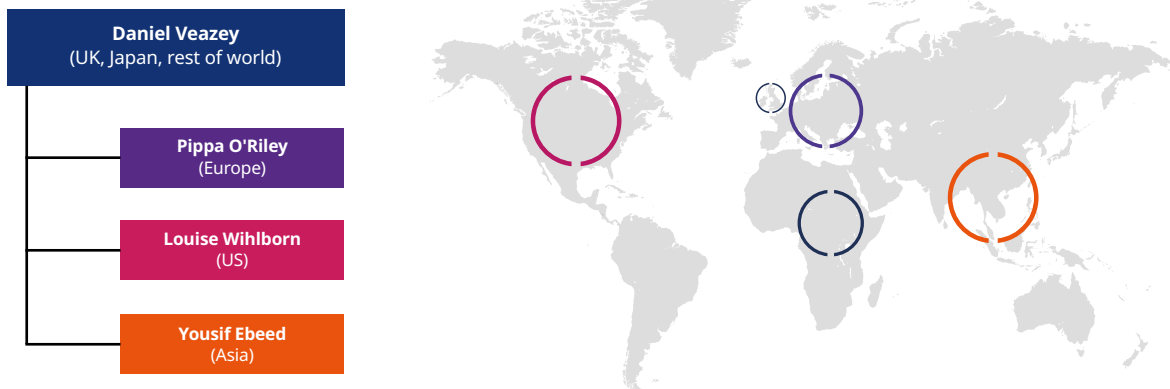 Daniel Veazey
(UK, Japan, rest of world)
Pippa O'Riley
(Europe)
Louise Wihlborn
(US)
Yousif Ebeed
(Asia)